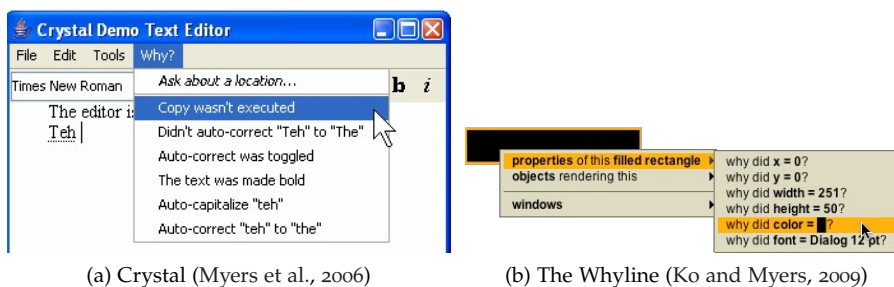 Crystal Demo Text Editor
File Edit Tools Why?
Times New Roman
Ask about a location...
b i
The editor is
Copy wasn't executed
Teh
Didn't auto-correct "Teh" to "The"
Auto-correct was toggled
The text was made bold
Auto-capitalize "teh"
Auto-correct "teh" to "the"
properties of this filled rectangle
objects rendering this
windows
why did x = 0?
why did y = 0?
why did width = 251?
why did height = 50?
why did color = ?
why did font = Dialog 12 pt?
(a) Crystal (Myers et al., 2006)
(b) The Whyline (Ko and Myers, 2009)